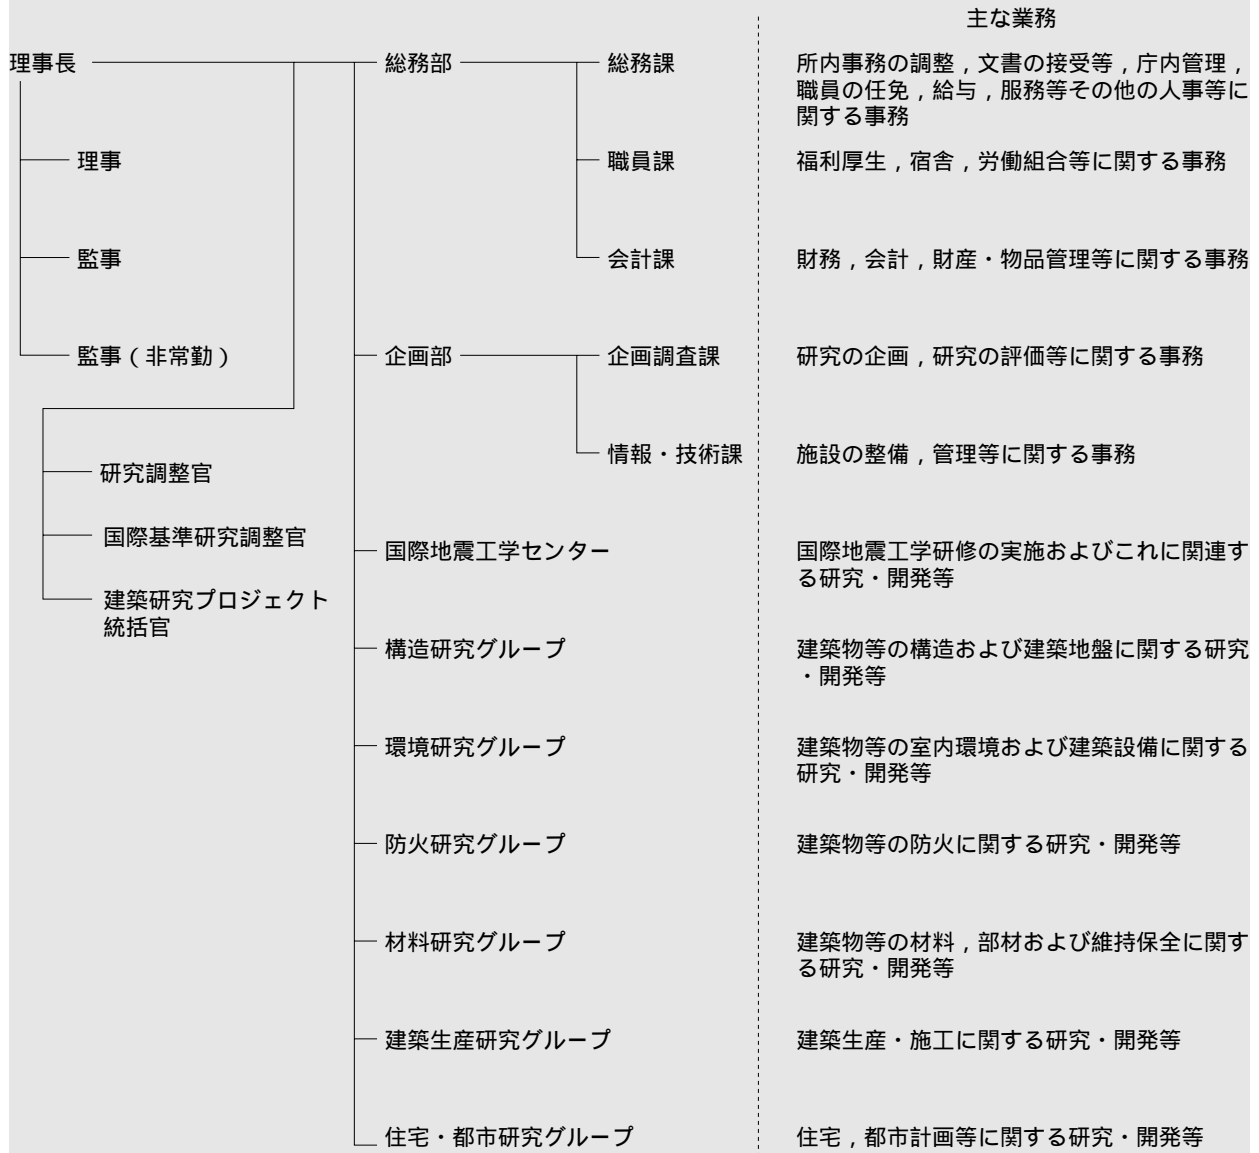 主な業務
理事長
総務部
総務課
所内事務の調整，文書の接受等，庁内管理，
職員の任免，給与，服務等その他の人事等に
関する事務
理事
職員課
福利厚生，宿舎，労働組合等に関する事務
監事
会計課
財務，会計，財産・物品管理等に関する事務
監事（非常勤）
企画部
企画調査課
研究の企画，研究の評価等に関する事務
情報・技術課
施設の整備，管理等に関する事務
研究調整官
国際基準研究調整官
建築研究プロジェクト
統括官
国際地震工学センター
国際地震工学研修の実施およびこれに関連す
る研究・開発等
構造研究グループ
建築物等の構造および建築地盤に関する研究
・開発等
環境研究グループ
建築物等の室内環境および建築設備に関する
研究・開発等
防火研究グループ
建築物等の防火に関する研究・開発等
材料研究グループ
建築物等の材料，部材および維持保全に関す
る研究・開発等
建築生産研究グループ
建築生産・施工に関する研究・開発等
住宅・都市研究グループ
住宅，都市計画等に関する研究・開発等